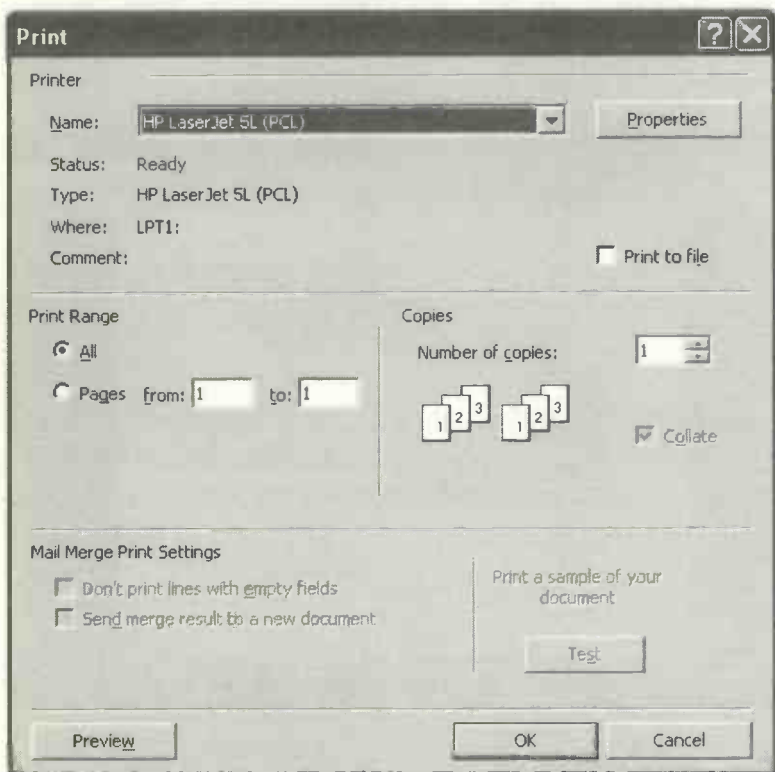 Print
Printer
Name: HP LaserJet 5L (PCL) Properties
Status: Ready
Type: HP LaserJet 5L (PCL)
Where: LPT1:
Comment: Print to file
Print Range
All
Pages from: 1 to: 1
Copies
Number of copies: 1
1 2 3 1 2 3
Collate
Mail Merge Print Settings
Don't print lines with empty fields
Send merge result to a new document
Print a sample of your
document
Test
Preview OK Cancel